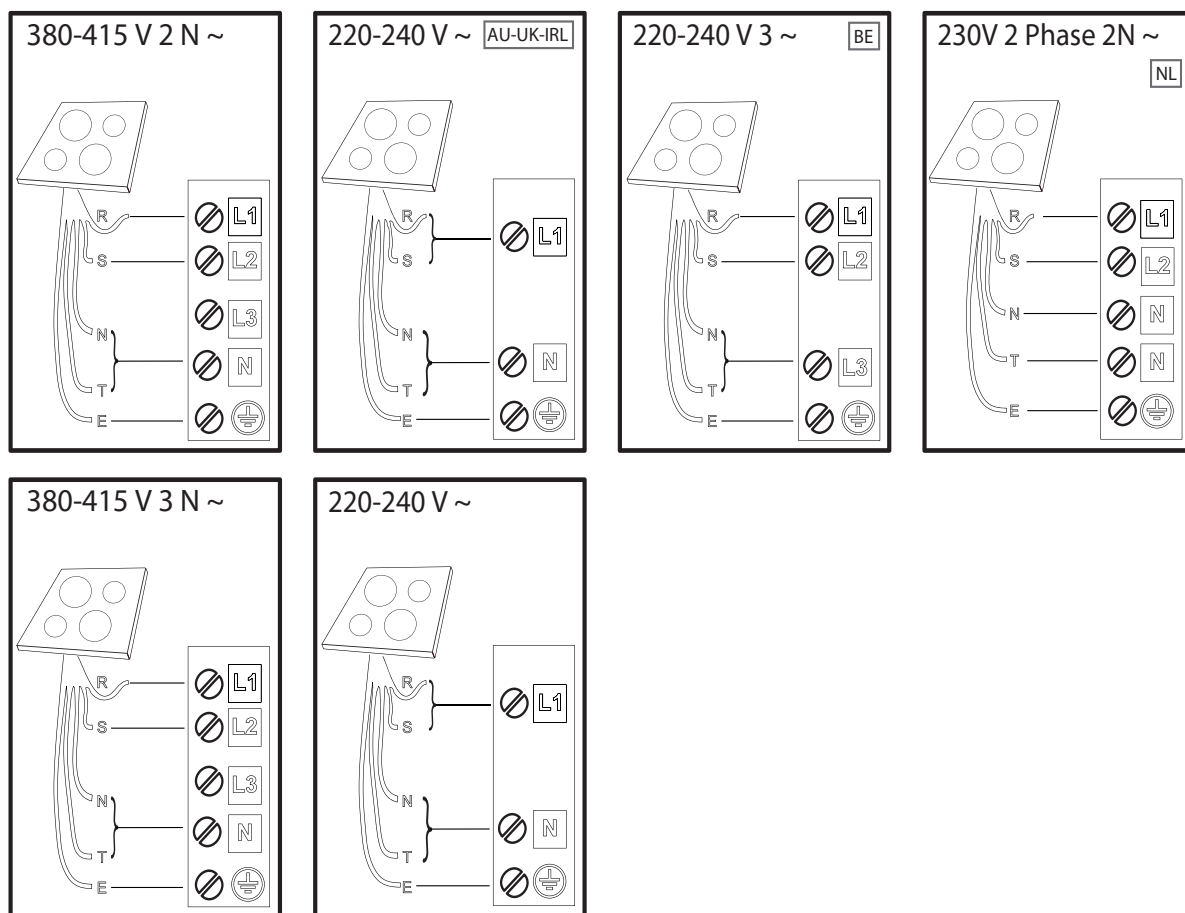 380-415 V 2 N ~
R L1
S L2
L3
N
N
T
E
220-240 V ~ AU-UK-IRL
R
L1
S
N
N
T
E
220-240 V 3 ~ BE
R L1
S L2
N
L3
T
E
230V 2 Phase 2N ~
NL
R L1
S L2
N N
T N
E
380-415 V 3 N ~
R L1
S L2
L3
N
N
T
E
220-240 V ~
R
L1
S
N
N
T
E